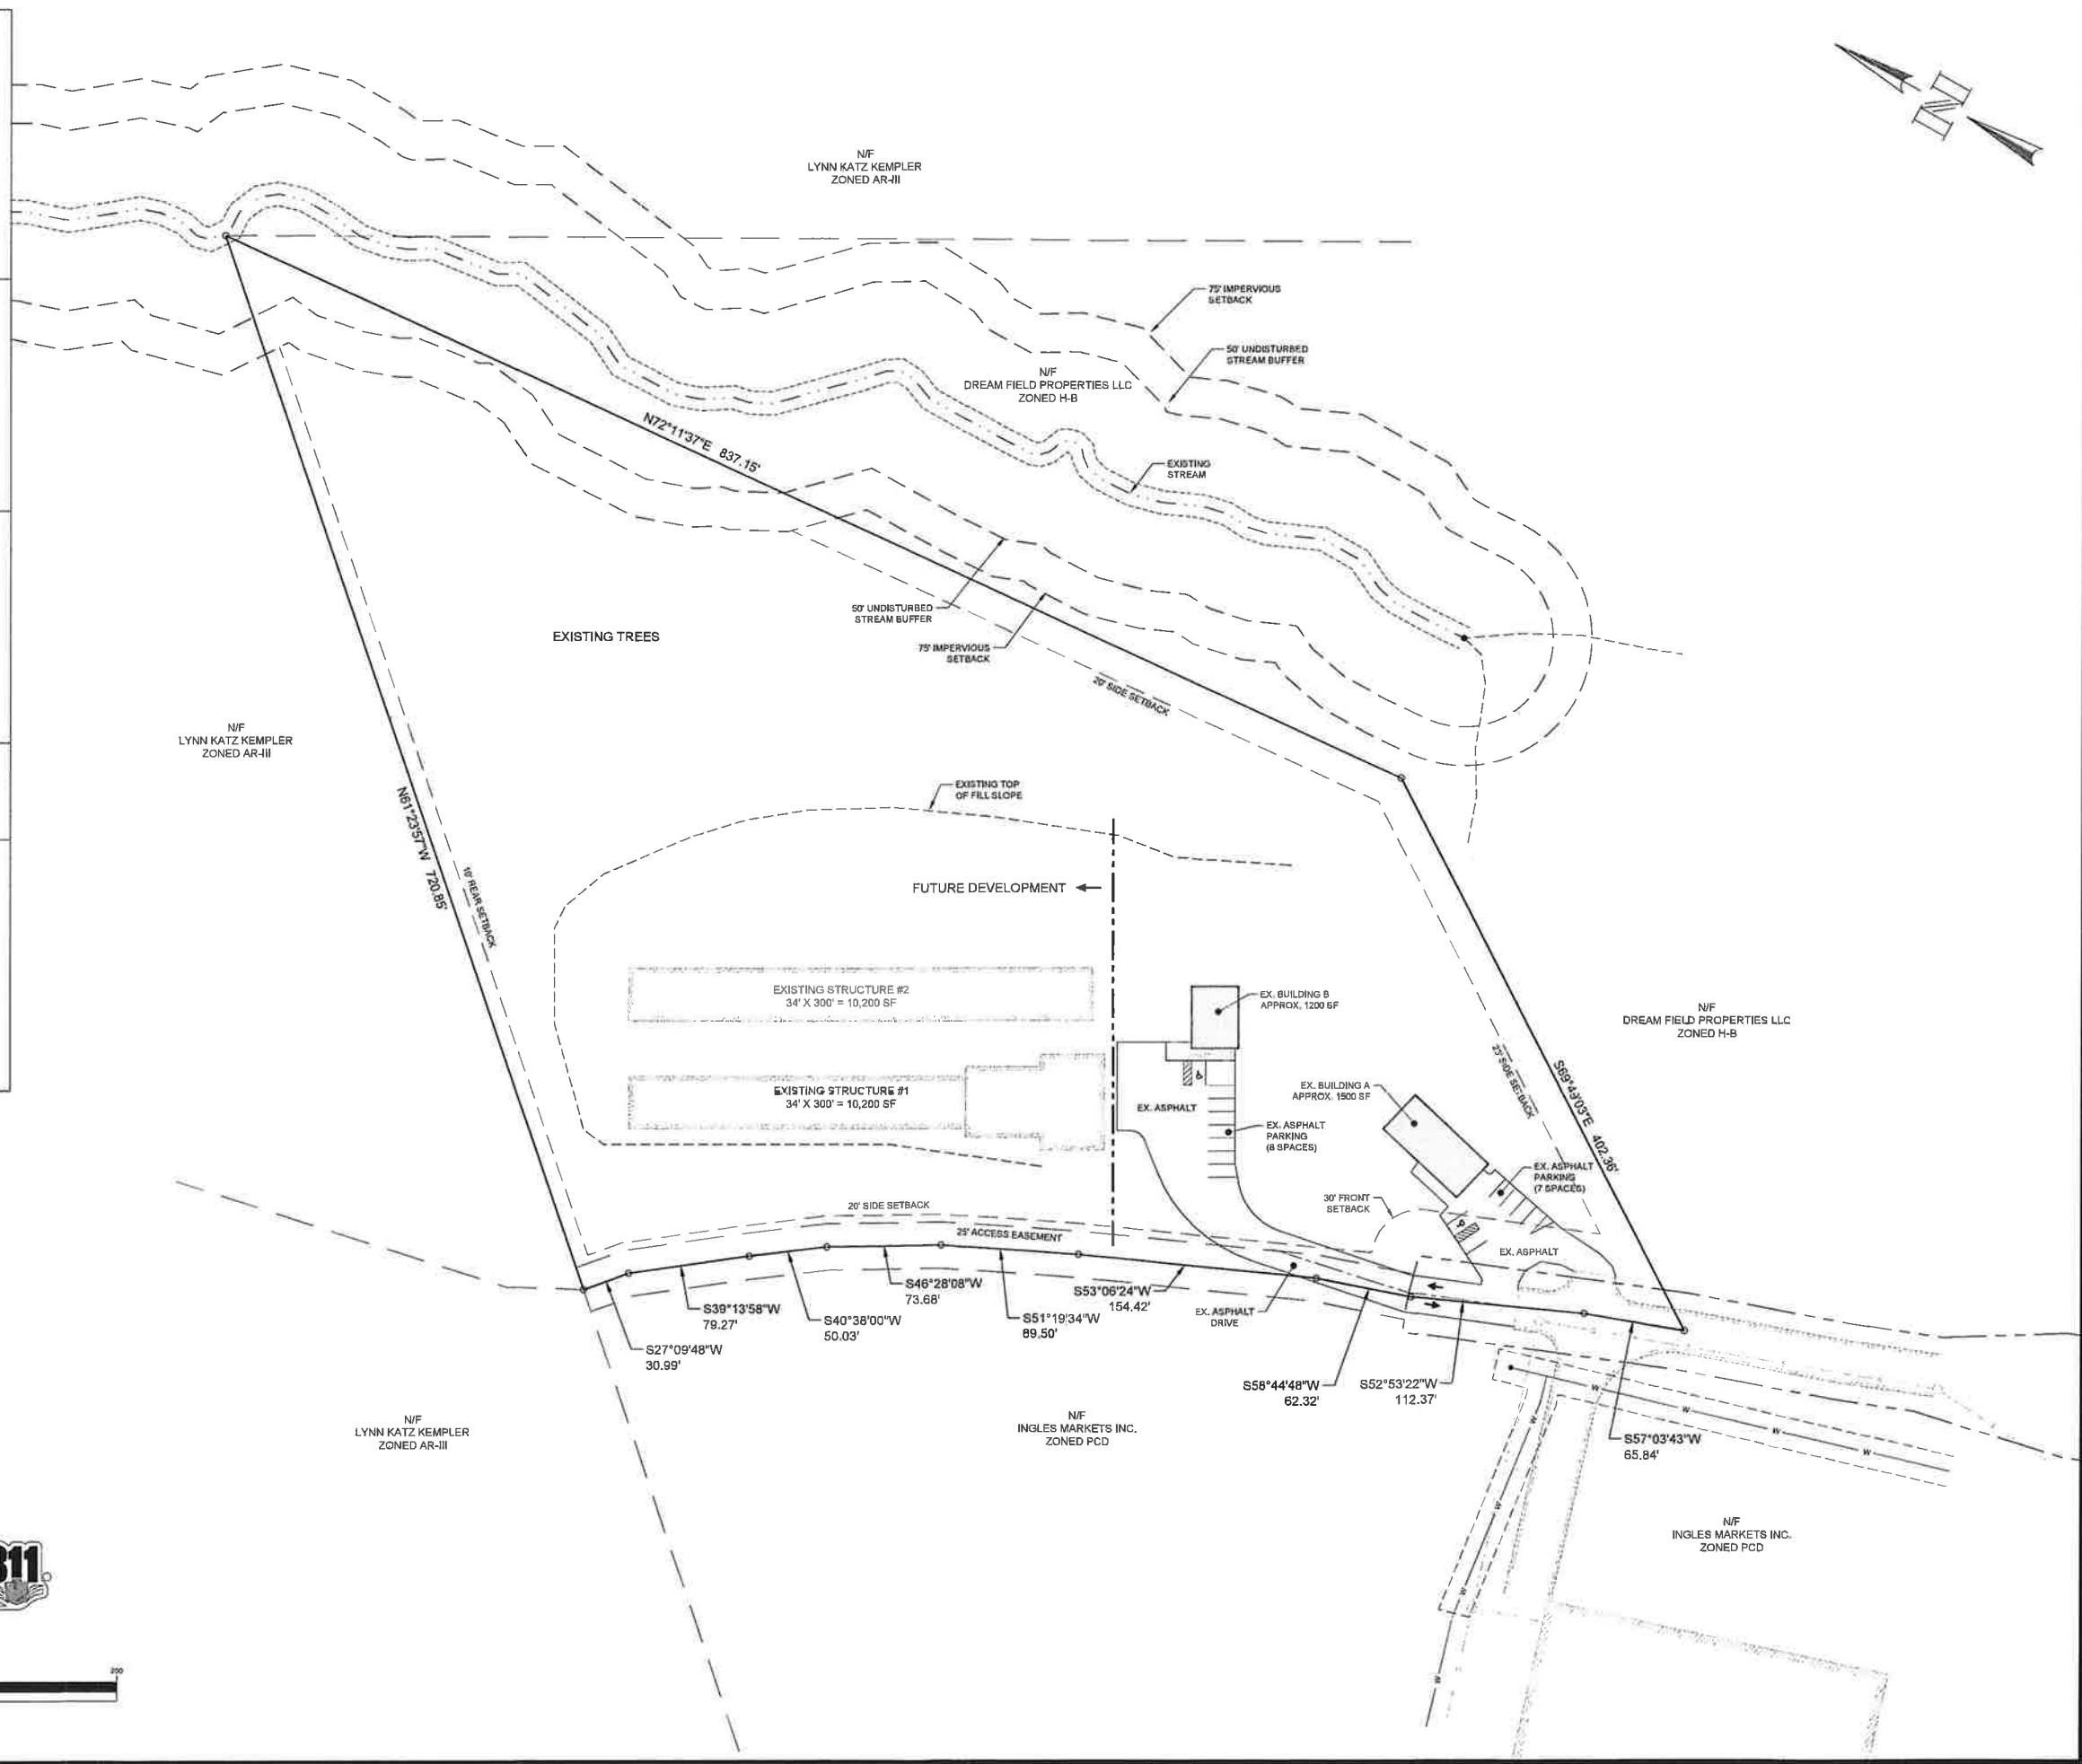 N
N/F
LYNN KATZ KEMPLER
ZONED AR-III
75' IMPERVIOUS
SETBACK
50' UNDISTURBED
STREAM BUFFER
N/F
DREAM FIELD PROPERTIES LLC
ZONED H-B
N72°11'37"E 837.15'
EXISTING
STREAM
50' UNDISTURBED
STREAM BUFFER
EXISTING TREES
75' IMPERVIOUS
SETBACK
20' SIDE SETBACK
N/F
LYNN KATZ KEMPLER
ZONED AR-III
N61°23'57"W 720.85'
10' REAR SETBACK
EXISTING TOP
OF FILL SLOPE
FUTURE DEVELOPMENT
EXISTING STRUCTURE #2
34' X 300' = 10,200 SF
EX. BUILDING B
APPROX. 1200 SF
N/F
DREAM FIELD PROPERTIES LLC
ZONED H-B
25' SIDE SETBACK
S69°49'03"E 402.36'
EXISTING STRUCTURE #1
34' X 300' = 10,200 SF
EX. ASPHALT
EX. BUILDING A
APPROX. 1500 SF
EX. ASPHALT
PARKING
(8 SPACES)
EX. ASPHALT
PARKING
(7 SPACES)
30' FRONT
SETBACK
20' SIDE SETBACK
25' ACCESS EASEMENT
EX. ASPHALT
S46°28'08"W
73.68'
S53°06'24"W
154.42'
S39°13'58"W
79.27'
S40°38'00"W
50.03'
S51°19'34"W
89.50'
EX. ASPHALT
DRIVE
S27°09'48"W
30.99'
S58°44'48"W
62.32'
S52°53'22"W
112.37'
S57°03'43"W
65.84'
N/F
LYNN KATZ KEMPLER
ZONED AR-III
N/F
INGLES MARKETS INC.
ZONED PCD
W
W
W
W
W
W
W
W
N/F
INGLES MARKETS INC.
ZONED PCD
811
200